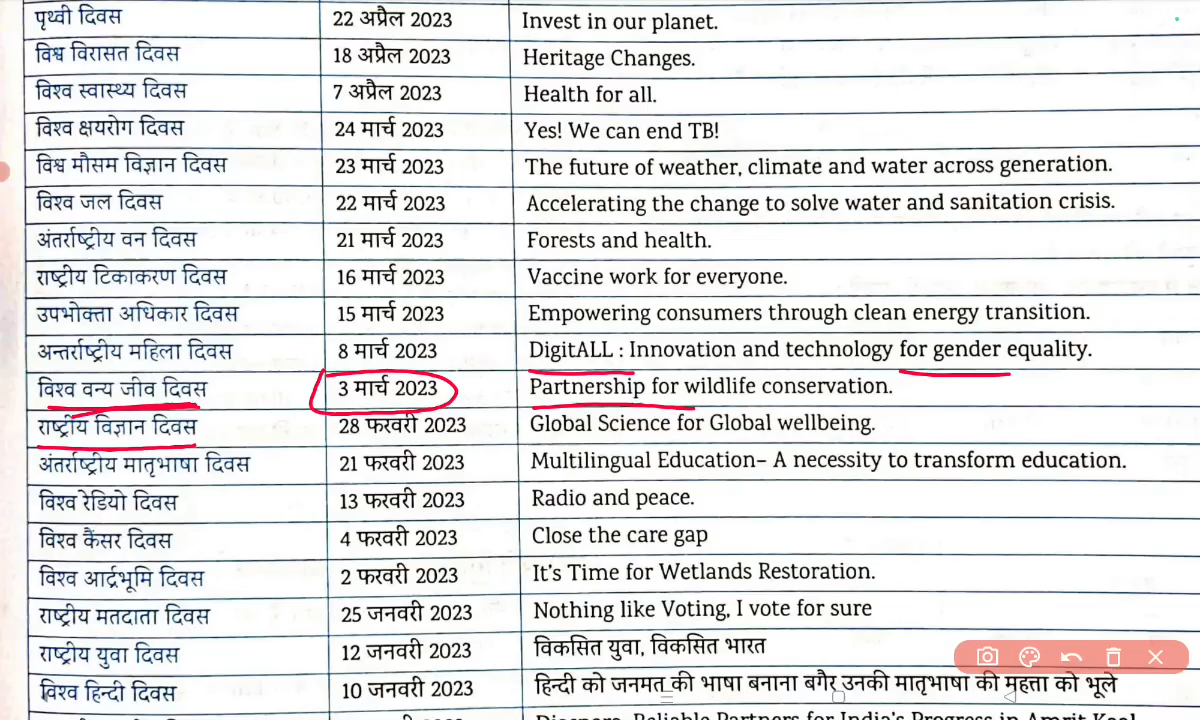 पृथ्वी दिवस 22 अप्रैल 2023 Invest in our planet.
विश्व विरासत दिवस 18 अप्रैल 2023 Heritage Changes.
विश्व स्वास्थ्य दिवस 7 अप्रैल 2023 Health for all.
विश्व क्षयरोग दिवस 24 मार्च 2023 Yes! We can end TB!
विश्व मौसम विज्ञान दिवस 23 मार्च 2023 The future of weather, climate and water across generation.
विश्व जल दिवस 22 मार्च 2023 Accelerating the change to solve water and sanitation crisis.
अंतर्राष्ट्रीय वन दिवस 21 मार्च 2023 Forests and health.
राष्ट्रीय टिकाकरण दिवस 16 मार्च 2023 Vaccine work for everyone.
उपभोक्ता अधिकार दिवस 15 मार्च 2023 Empowering consumers through clean energy transition.
अन्तर्राष्ट्रीय महिला दिवस 8 मार्च 2023 DigitALL : Innovation and technology for gender equality.
विश्व वन्य जीव दिवस 3 मार्च 2023 Partnership for wildlife conservation.
राष्ट्रीय विज्ञान दिवस 28 फरवरी 2023 Global Science for Global wellbeing.
अंतर्राष्ट्रीय मातृभाषा दिवस 21 फरवरी 2023 Multilingual Education– A necessity to transform education.
विश्व रेडियो दिवस 13 फरवरी 2023 Radio and peace.
विश्व कैंसर दिवस 4 फरवरी 2023 Close the care gap
विश्व आर्द्रभूमि दिवस 2 फरवरी 2023 It's Time for Wetlands Restoration.
राष्ट्रीय मतदाता दिवस 25 जनवरी 2023 Nothing like Voting, I vote for sure
राष्ट्रीय युवा दिवस 12 जनवरी 2023 विकसित युवा, विकसित भारत
विश्व हिन्दी दिवस 10 जनवरी 2023 हिन्दी को जनमत की भाषा बनाना बगैर उनकी मातृभाषा की महत्ता को भूले
Diaspora: Reliable Partners for India's Progress in Amrit Kaal